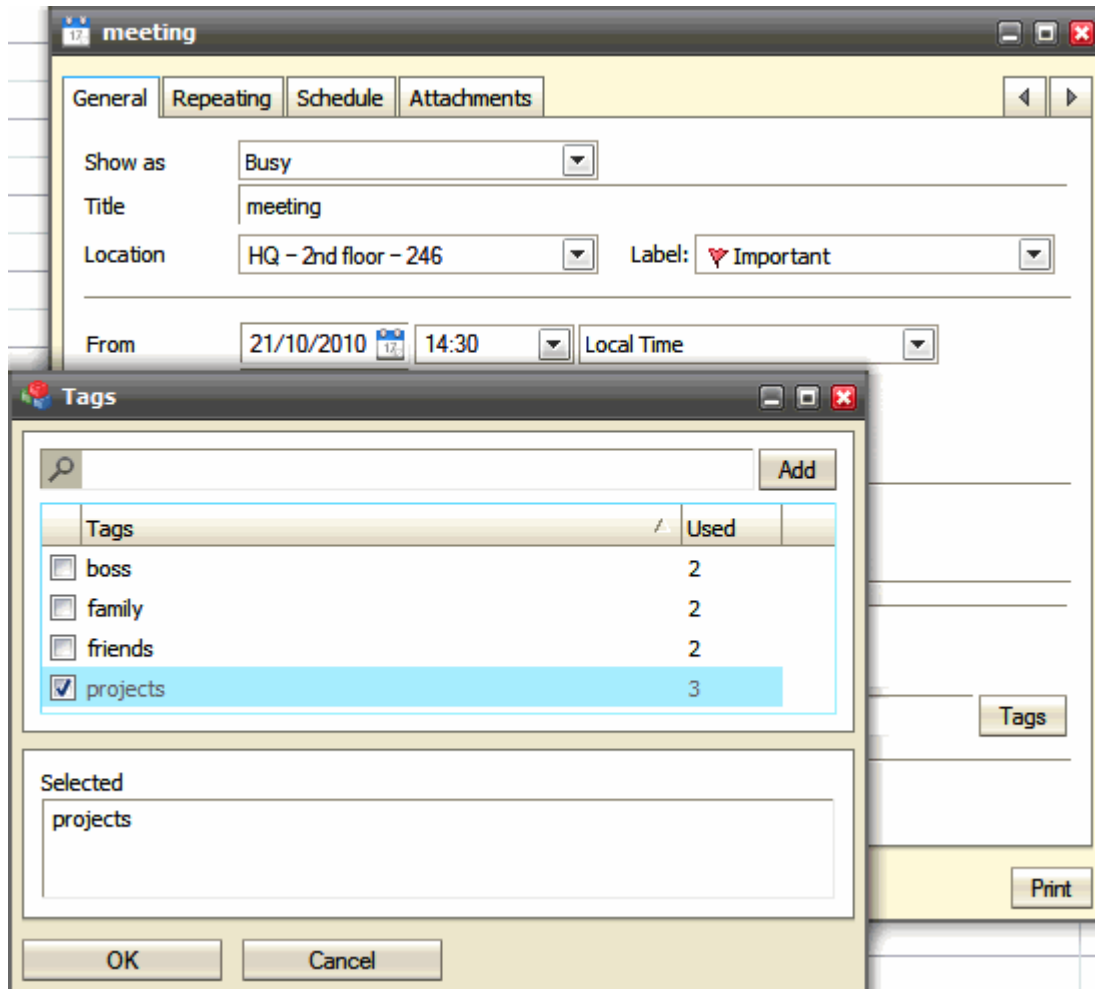 meeting
General Repeating Schedule Attachments
Show as Busy
Title meeting
Location HQ – 2nd floor – 246 Label: Important
From 21/10/2010 14:30 Local Time
Tags
Add
Tags Used
boss 2
family 2
friends 2
projects 3
Tags
Selected
projects
Print
OK Cancel